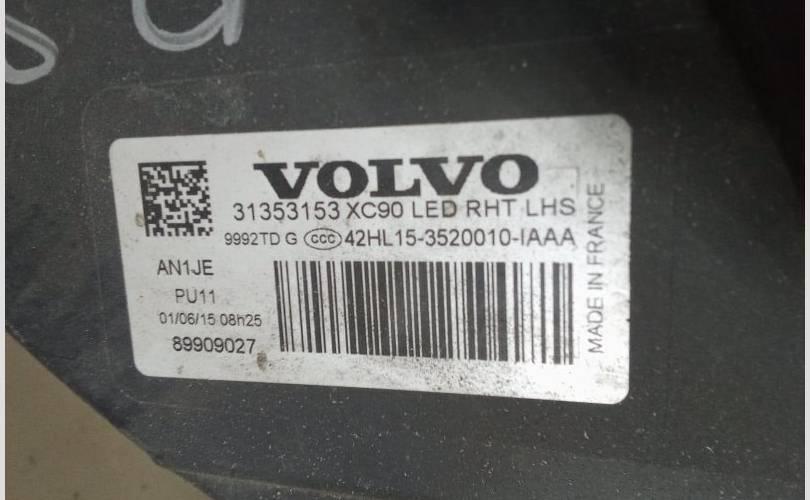 VOLVO
31353153 XC90 LED RHT LHS
9992TD G CCC 42HL15-3520010-IAAA
AN1JE
PU11
01/06/15 08h25
89909027
MADE IN FRANCE